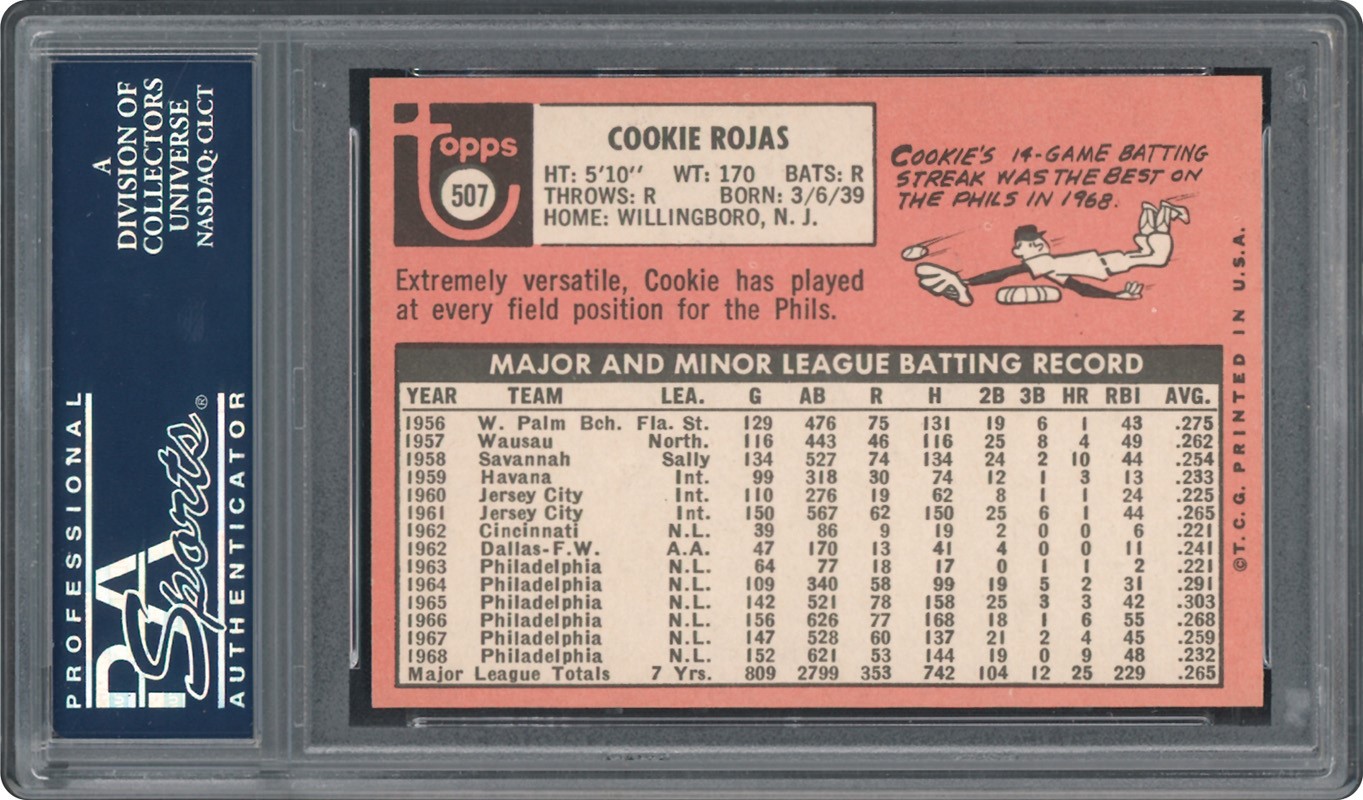 A
DIVISION OF
COLLECTORS
UNIVERSE
NASDAQ: CLCT
PROFESSIONAL
PSA
Sports®
AUTHENTICATOR
topps
507
COOKIE ROJAS
HT: 5'10'' WT: 170 BATS: R
THROWS: R BORN: 3/6/39
HOME: WILLINGBORO, N. J.
COOKIE'S 14-GAME BATTING
STREAK WAS THE BEST ON
THE PHILS IN 1968.
Extremely versatile, Cookie has played
at every field position for the Phils.
MAJOR AND MINOR LEAGUE BATTING RECORD
YEAR TEAM LEA. G AB R H 2B 3B HR RBI AVG.
1956 W. Palm Bch. Fla. St. 129 476 75 131 19 6 1 43 .275
1957 Wausau North. 116 443 46 116 25 8 4 49 .262
1958 Savannah Sally 134 527 74 134 24 2 10 44 .254
1959 Havana Int. 99 318 30 74 12 1 3 13 .233
1960 Jersey City Int. 110 276 19 62 8 1 1 24 .225
1961 Jersey City Int. 150 567 62 150 25 6 1 44 .265
1962 Cincinnati N.L. 39 86 9 19 2 0 0 6 .221
1962 Dallas-F.W. A.A. 47 170 13 41 4 0 0 11 .241
1963 Philadelphia N.L. 64 77 18 17 0 1 1 2 .221
1964 Philadelphia N.L. 109 340 58 99 19 5 2 31 .291
1965 Philadelphia N.L. 142 521 78 158 25 3 3 42 .303
1966 Philadelphia N.L. 156 626 77 168 18 1 6 55 .268
1967 Philadelphia N.L. 147 528 60 137 21 2 4 45 .259
1968 Philadelphia N.L. 152 621 53 144 19 0 9 48 .232
Major League Totals 7 Yrs. 809 2799 353 742 104 12 25 229 .265
©T. C. G. PRINTED IN U.S.A.